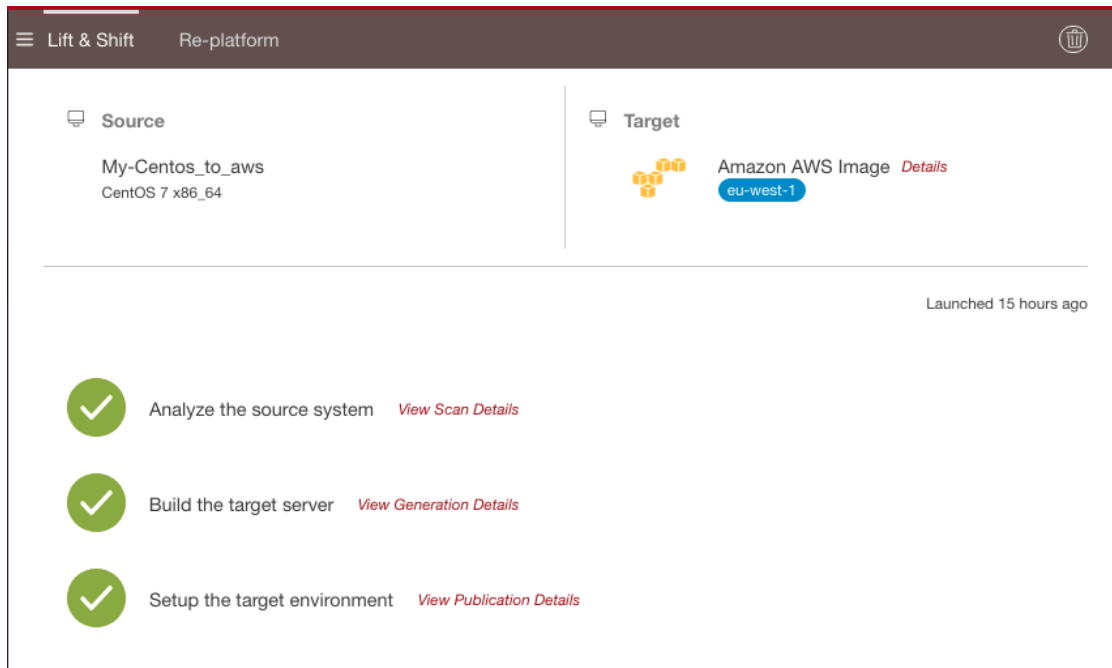 Lift & Shift Re-platform
Source
My-Centos_to_aws
CentOS 7 x86_64
Target
Amazon AWS Image Details
eu-west-1
Launched 15 hours ago
Analyze the source system View Scan Details
Build the target server View Generation Details
Setup the target environment View Publication Details